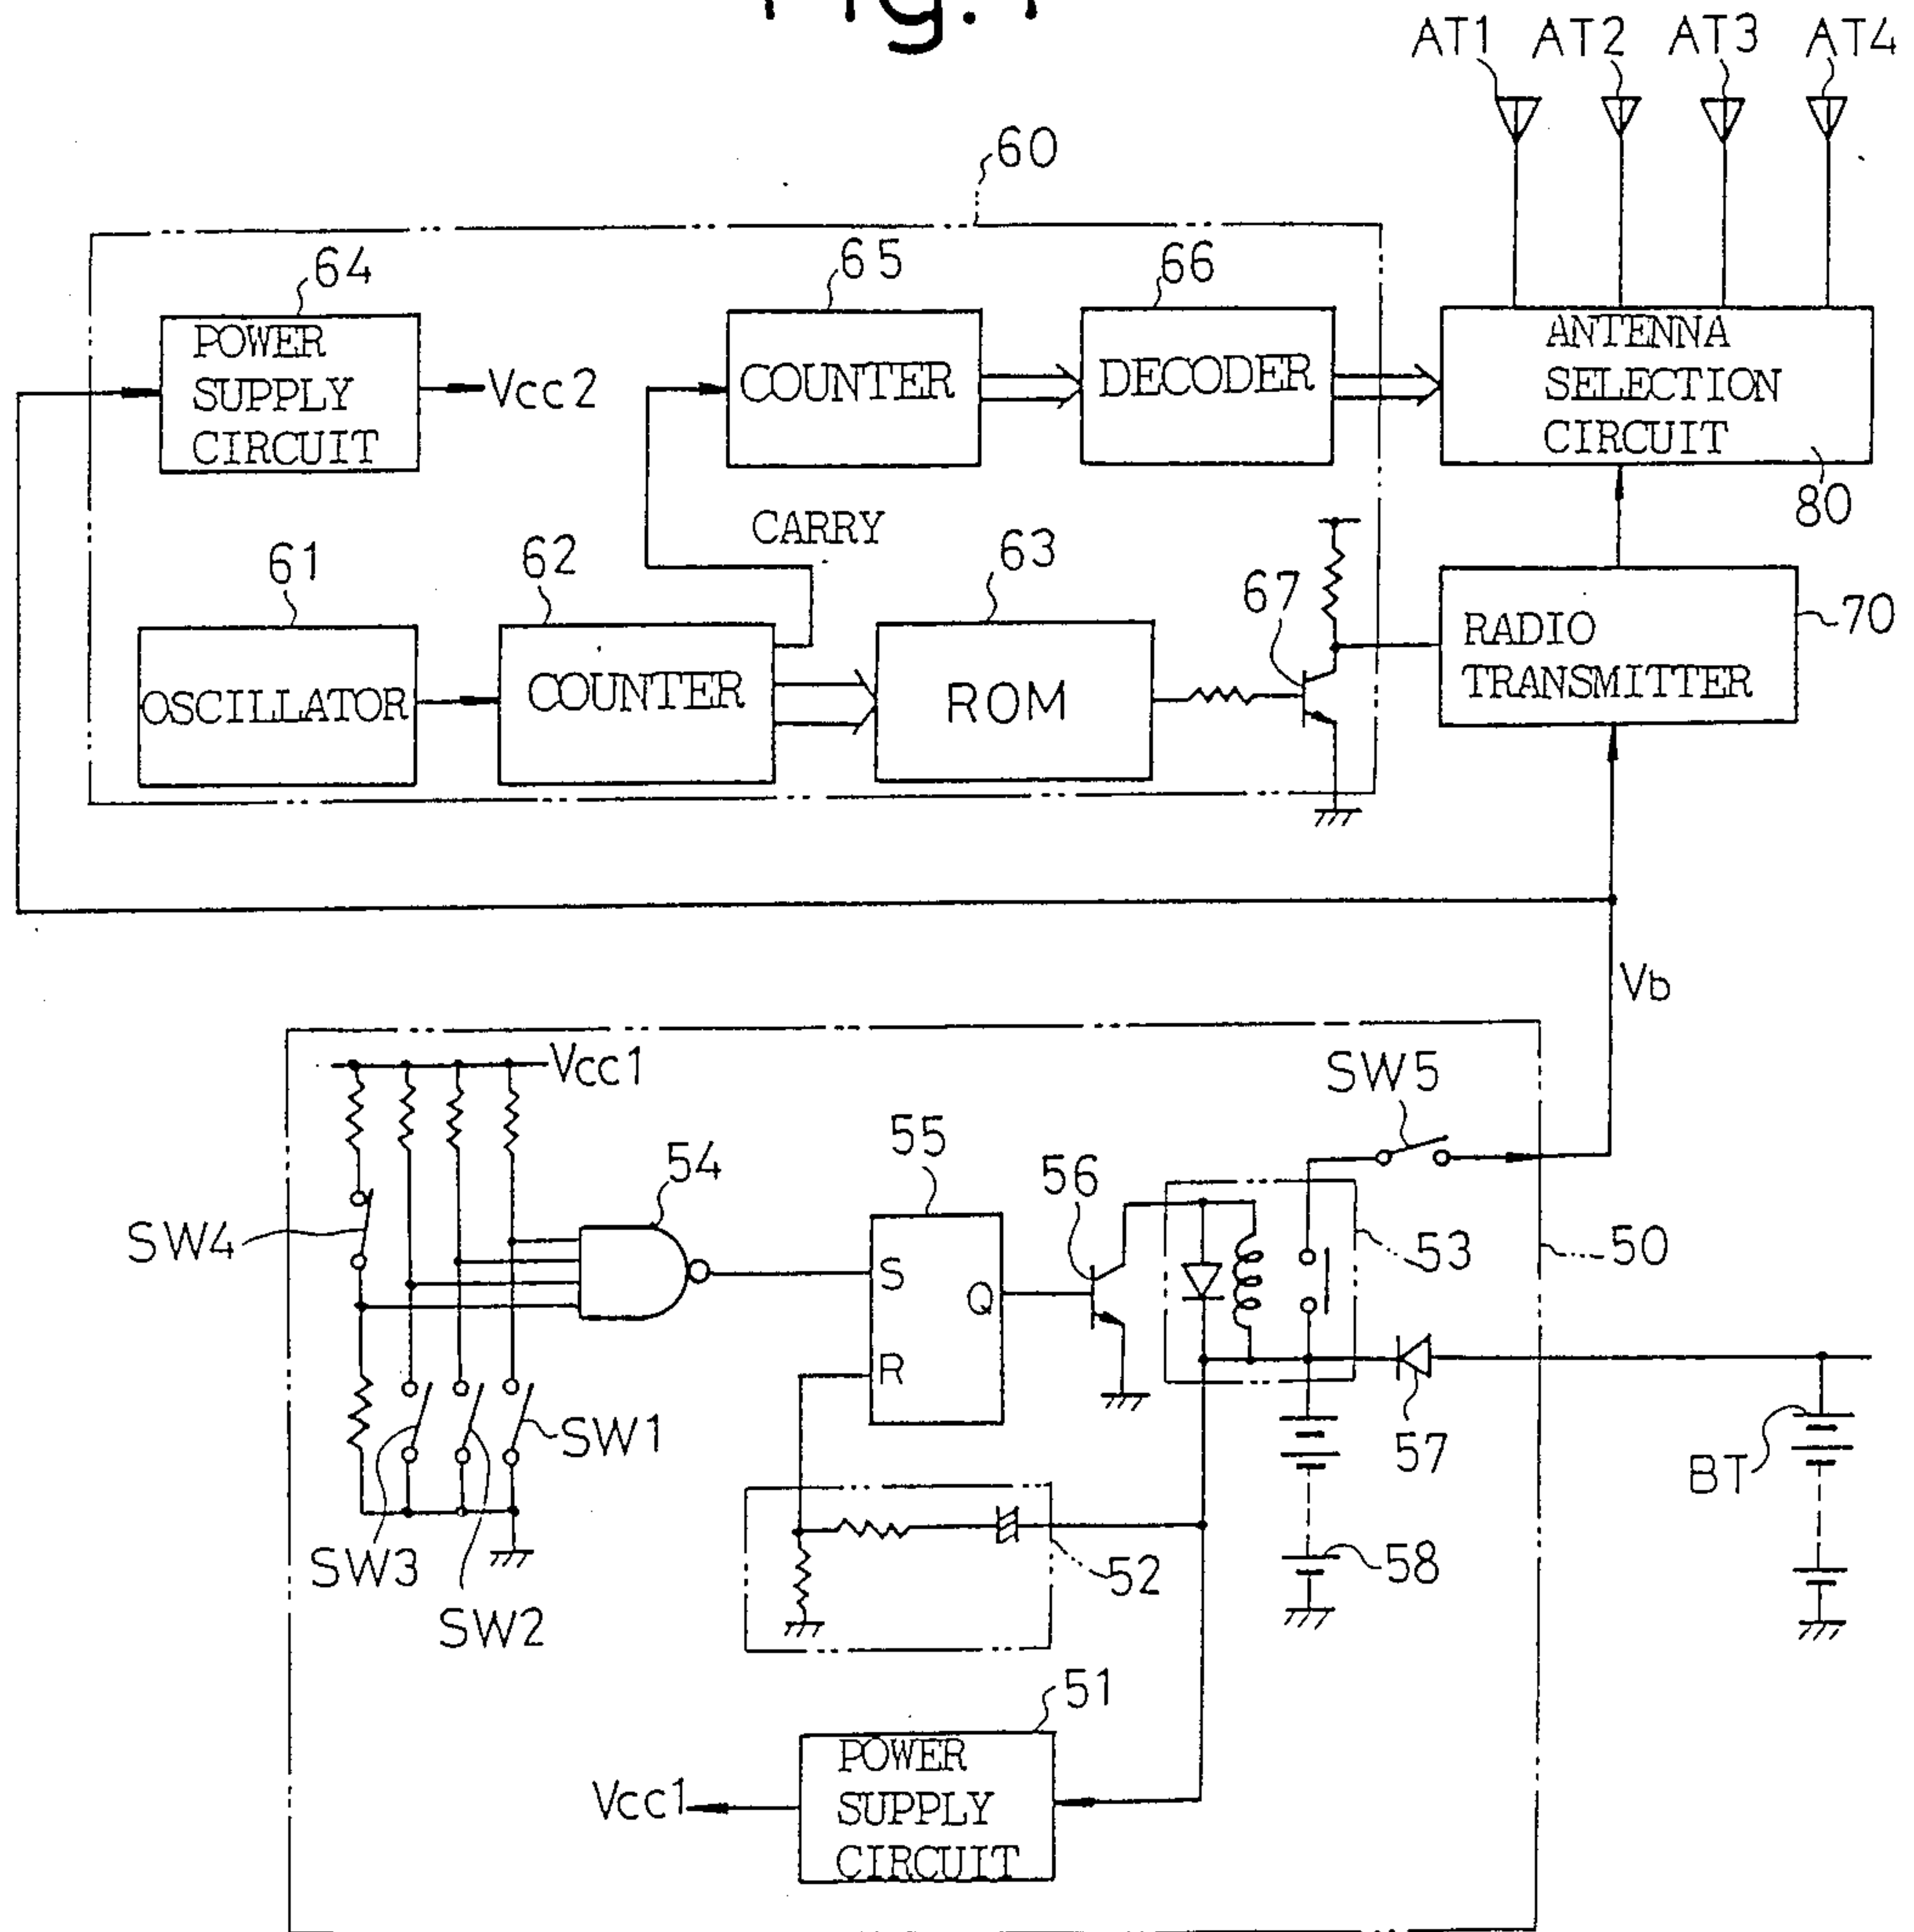 Fig.1
AT1 AT2 AT3 AT4
60
64
65
66
POWER
SUPPLY
CIRCUIT
Vcc2
COUNTER
DECODER
ANTENNA
SELECTION
CIRCUIT
80
CARRY
61
62
63
67
OSCILLATOR
COUNTER
ROM
RADIO
TRANSMITTER
70
Vb
Vcc1
SW5
54
55
56
SW4
S
Q
R
53
50
SW1
57
BT
SW3
SW2
52
58
51
POWER
SUPPLY
CIRCUIT
Vcc1